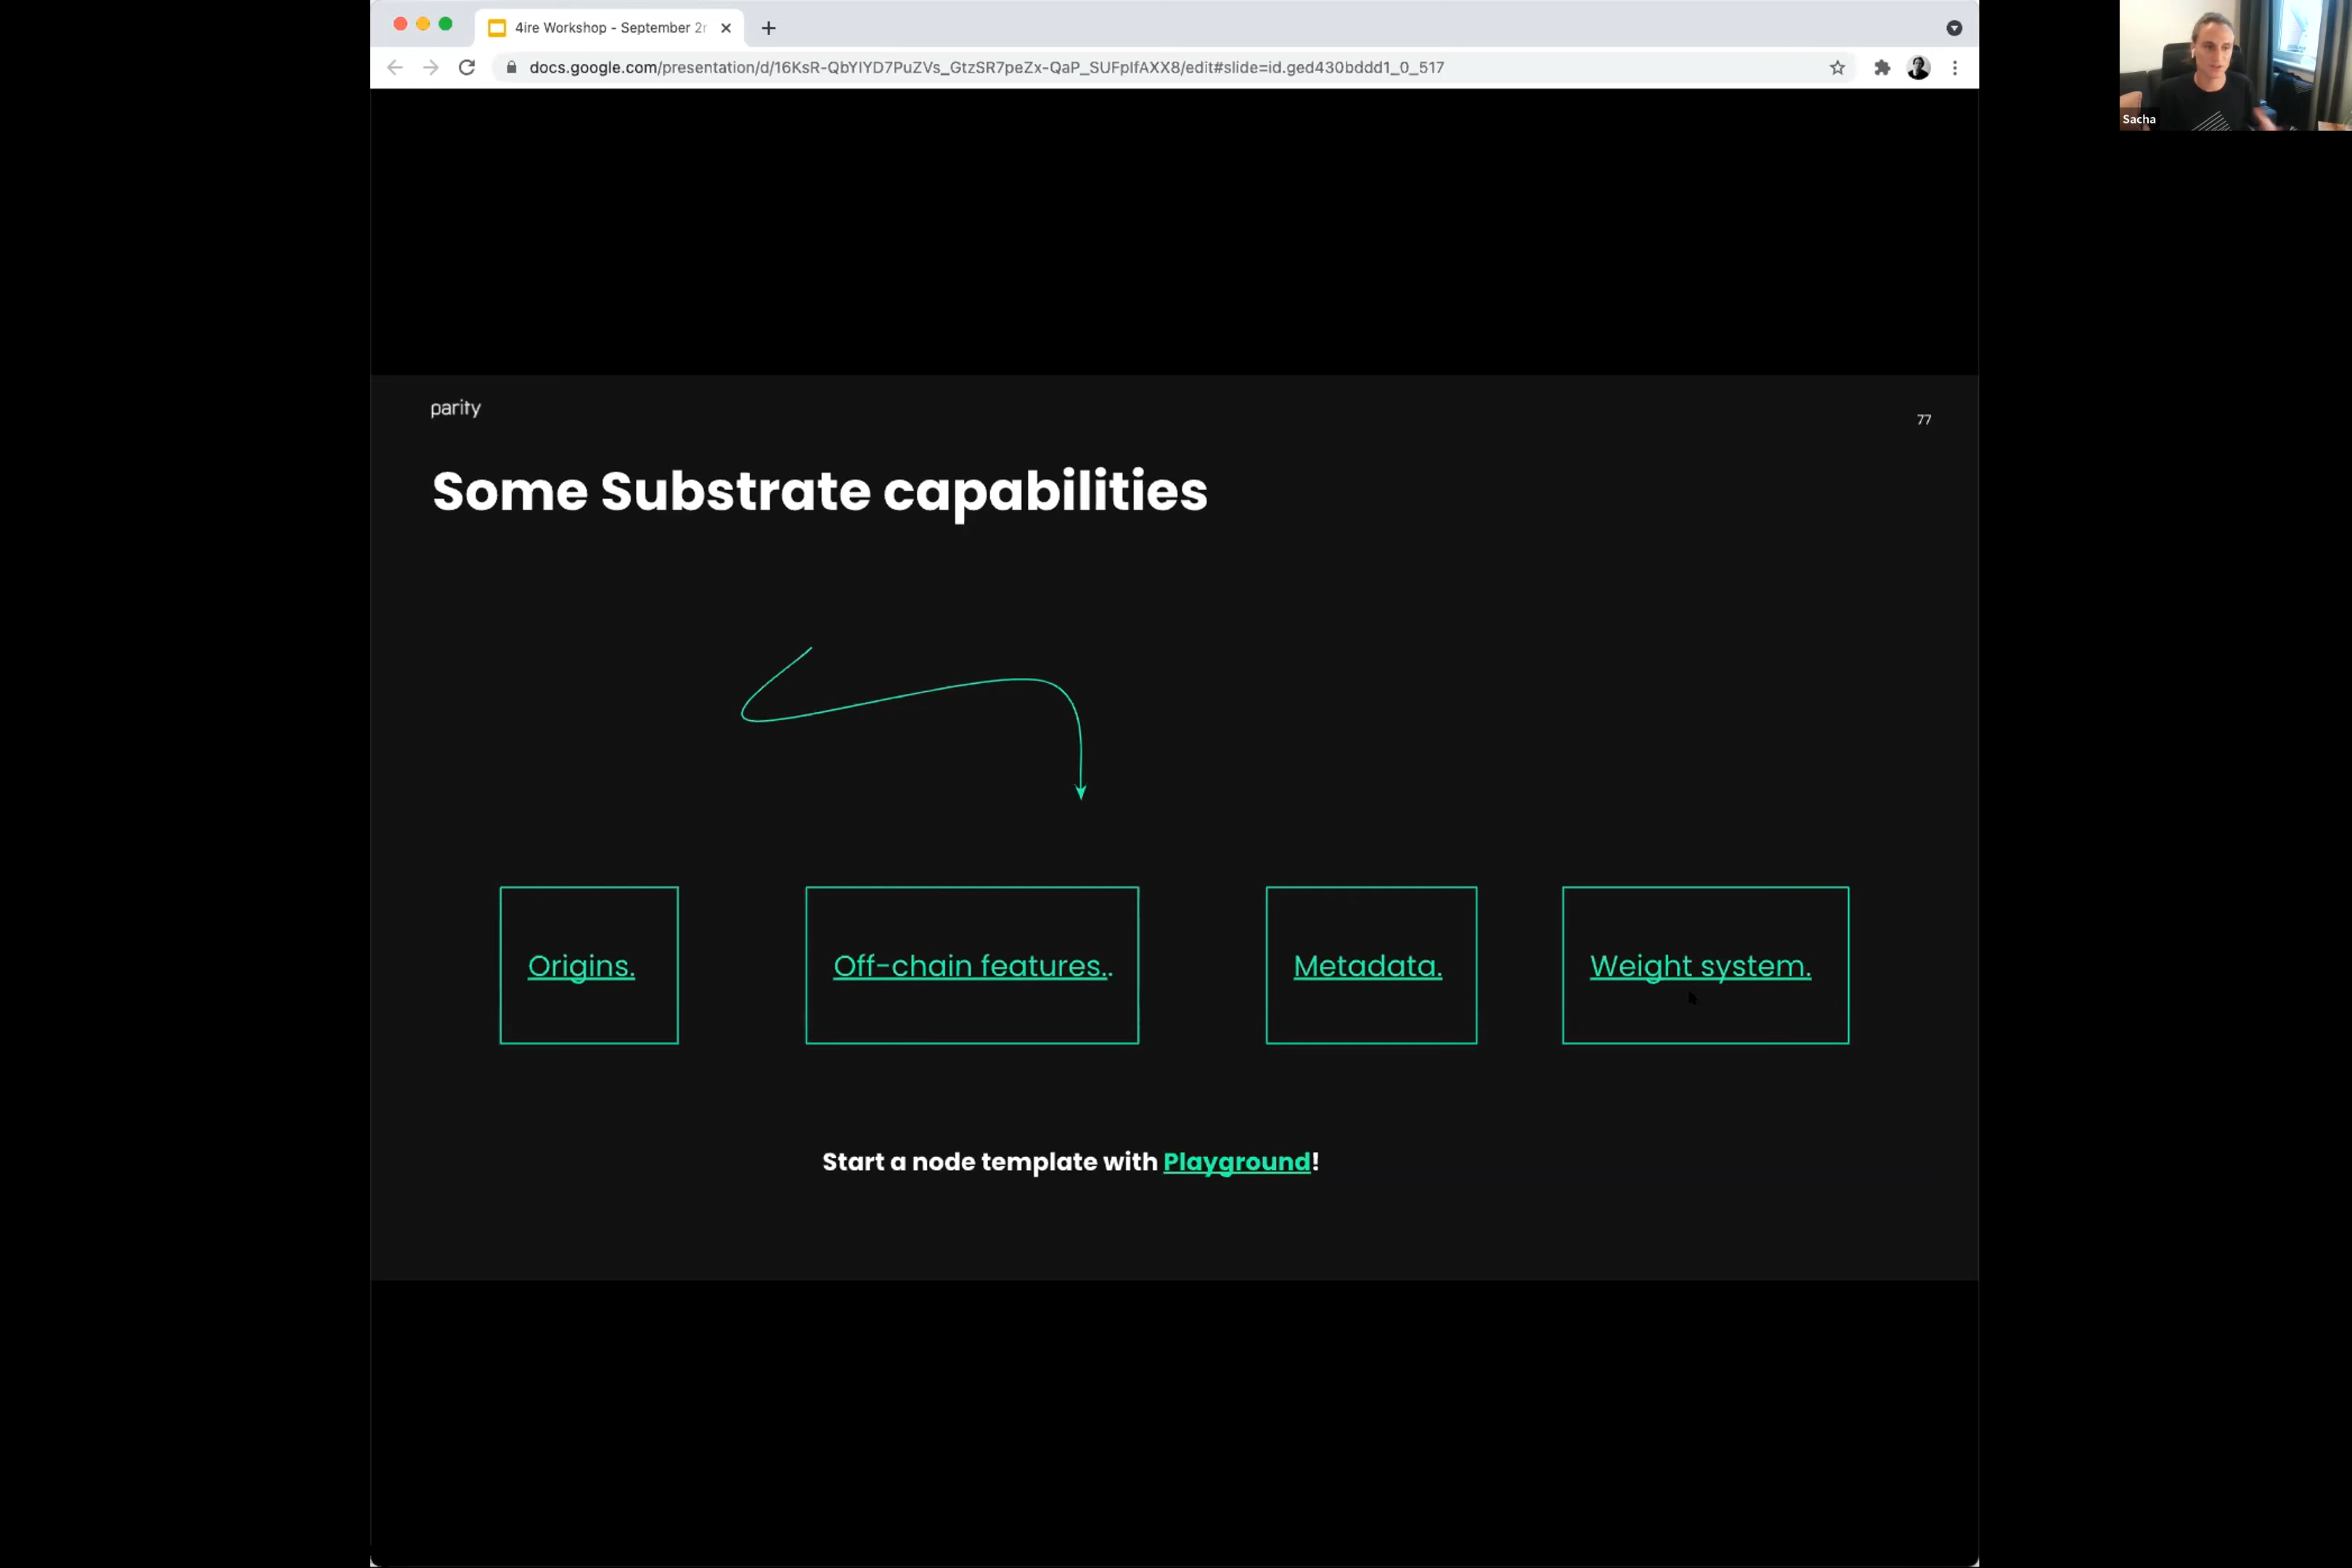 4ire Workshop - September 2
docs.google.com/presentation/d/16KsR-QbYIYD7PuZVs_GtzSR7peZx-QaP_SUFpIfAXX8/edit#slide=id.ged430bddd1_0_517
Sacha
parity
77
Some Substrate capabilities
Origins.
Off-chain features..
Metadata.
Weight system.
Start a node template with Playground!